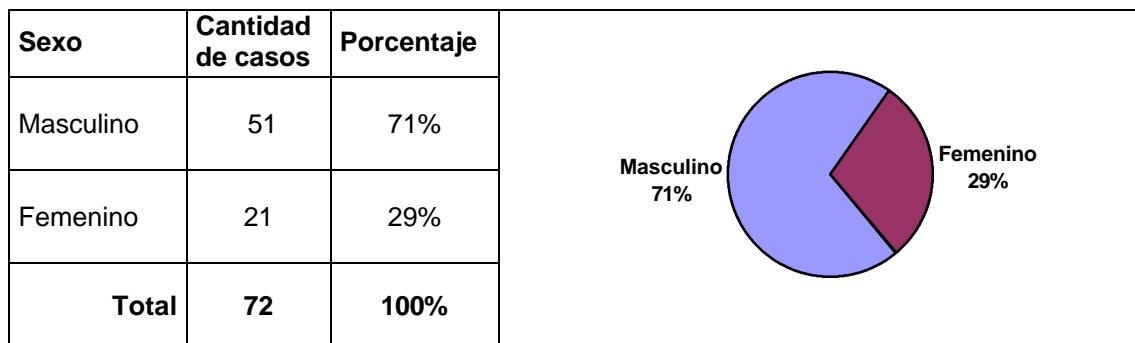 Sexo
Cantidad
de casos
Porcentaje
Masculino
51
71%
Femenino
21
29%
Total
72
100%
Masculino
71%
Femenino
29%